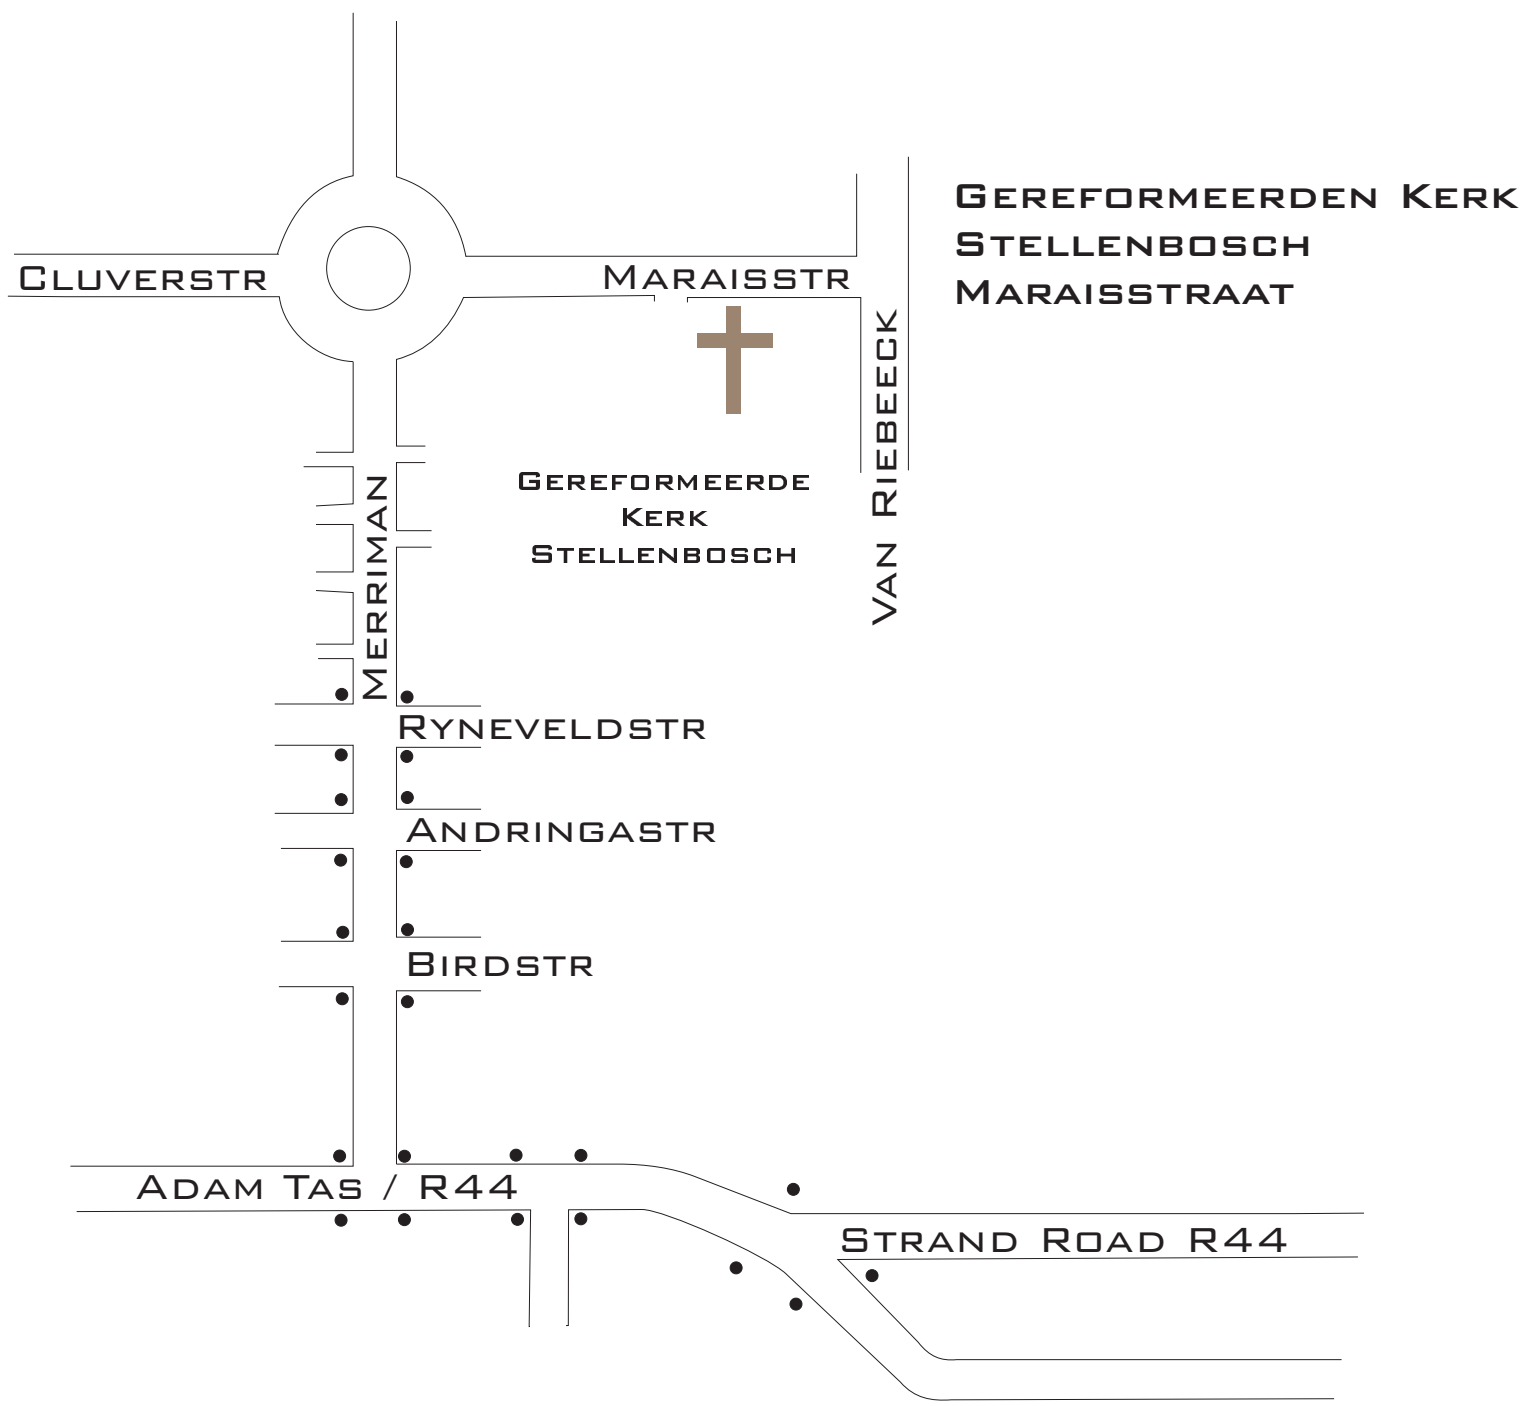 Gereformeerden Kerk
Stellenbosch
Maraisstraat
Cluverstr
Maraisstr
Van Riebeeck
Gereformeerde
Kerk
Stellenbosch
Merriman
Ryneveldstr
Andringastr
Birdstr
Adam Tas / R44
Strand Road R44